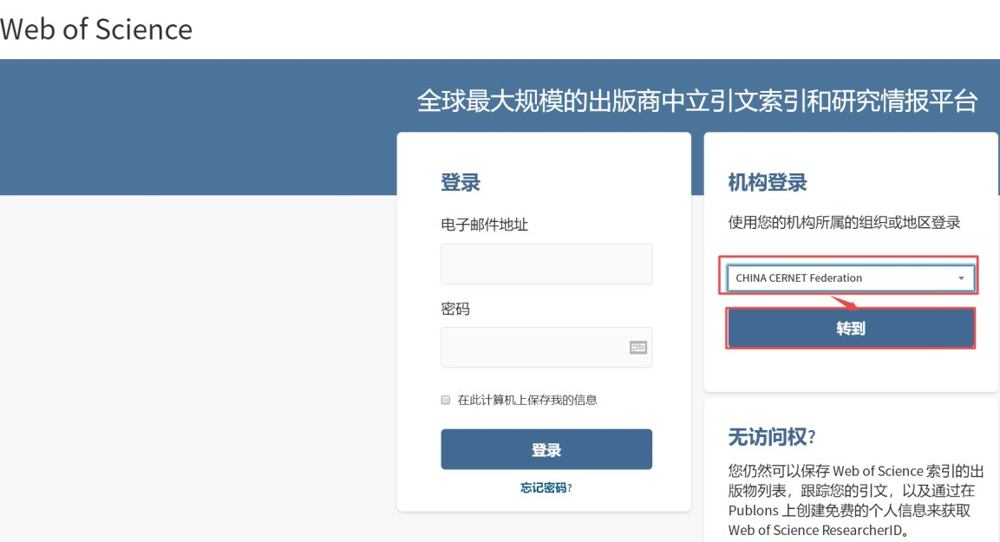 Web of Science
全球最大规模的出版商中立引文索引和研究情报平台
登录
电子邮件地址
密码
在此计算机上保存我的信息
登录
忘记密码?
机构登录
使用您的机构所属的组织或地区登录
CHINA CERNET Federation
转到
无访问权?
您仍然可以保存 Web of Science 索引的出
版物列表，跟踪您的引文，以及通过在
Publons 上创建免费的个人信息来获取
Web of Science ResearcherID。